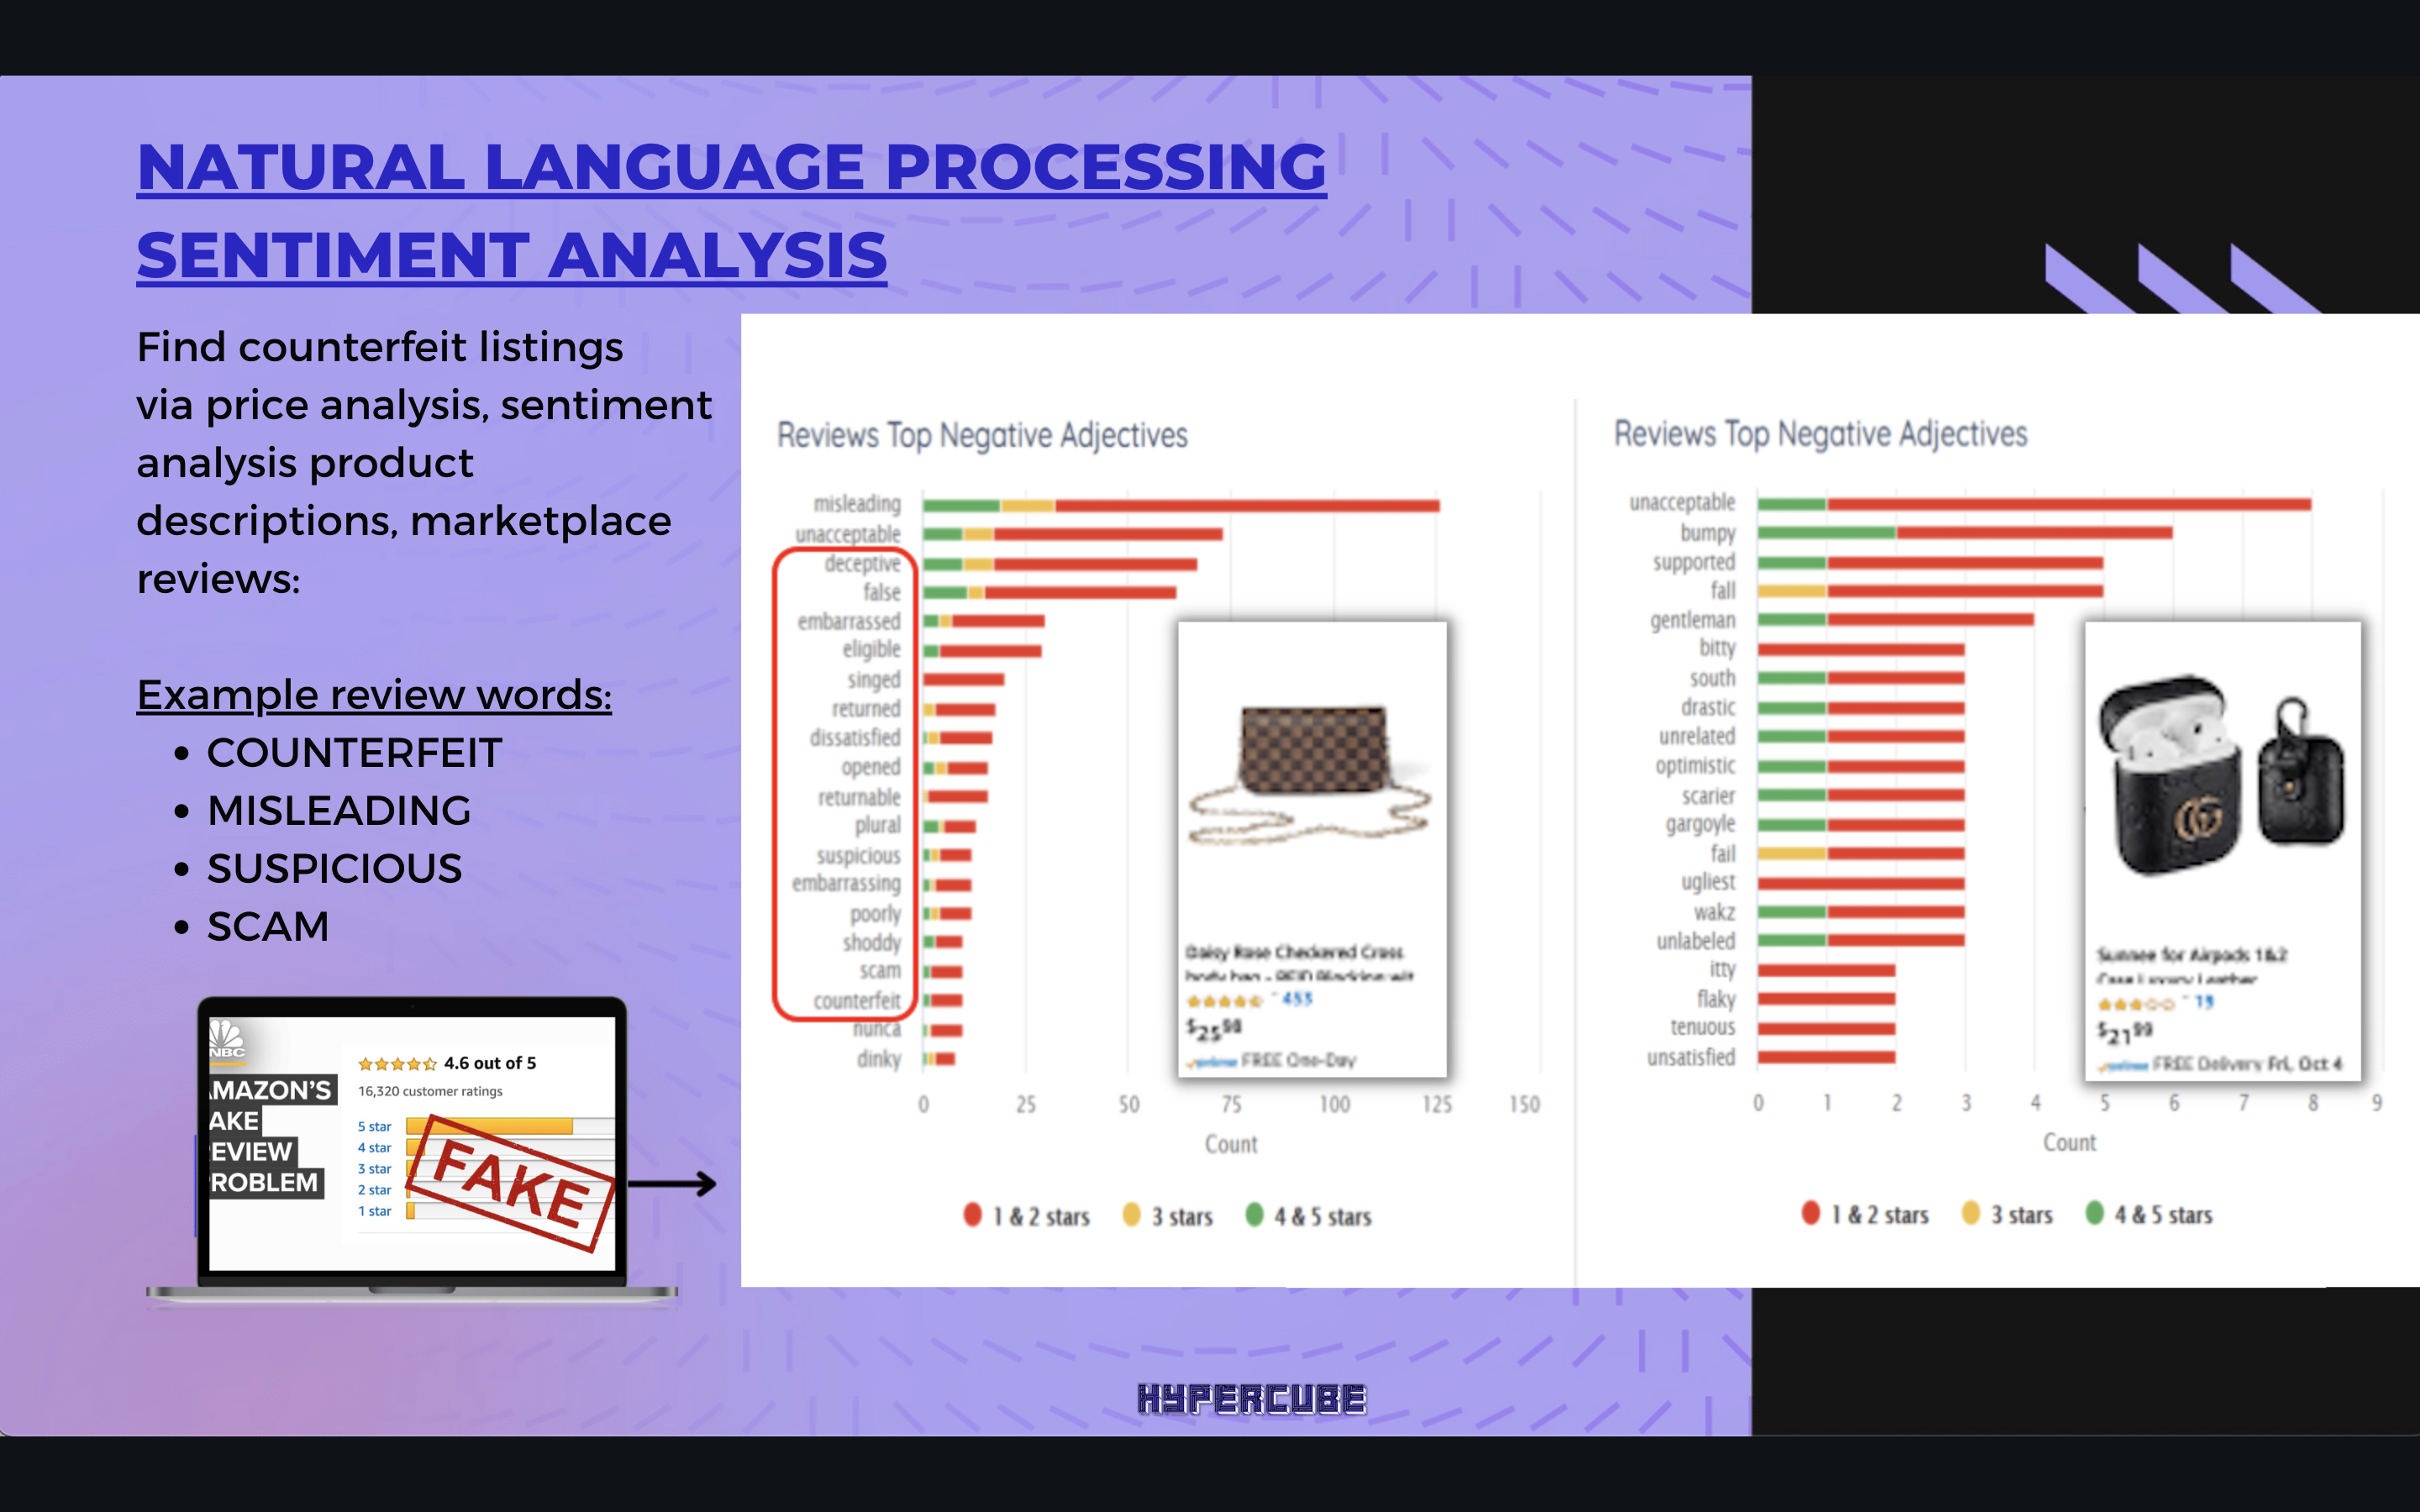 NATURAL LANGUAGE PROCESSING
SENTIMENT ANALYSIS
Find counterfeit listings
via price analysis, sentiment
analysis product
descriptions, marketplace
reviews:
Example review words:
• COUNTERFEIT
• MISLEADING
• SUSPICIOUS
• SCAM
NBC
MAZON'S
AKE
EVIEW
ROBLEM
4.6 out of 5
16,320 customer ratings
5 star
4 star
3 star
2 star
1 star
FAKE
Reviews Top Negative Adjectives
misleading
unacceptable
deceptive
false
embarrassed
eligible
singed
returned
dissatisfied
opened
returnable
plural
suspicious
embarrassing
poorly
shoddy
scam
counterfeit
nunca
dinky
0 25 50 75 100 125 150
Count
1 & 2 stars 3 stars 4 & 5 stars
Daisy Rose Checkered Cross
body bag - RFID Blocking wit
453
$2598
FREE One-Day
Reviews Top Negative Adjectives
unacceptable
bumpy
supported
fall
gentleman
bitty
south
drastic
unrelated
optimistic
scarier
gargoyle
fail
ugliest
wakz
unlabeled
itty
flaky
tenuous
unsatisfied
0 1 2 3 4 5 6 7 8 9
Count
1 & 2 stars 3 stars 4 & 5 stars
Sunnee for Airpods 1&2
Case Luxury Leather
13
$2199
FREE Delivery Fri, Oct 4
HYPERCUBE